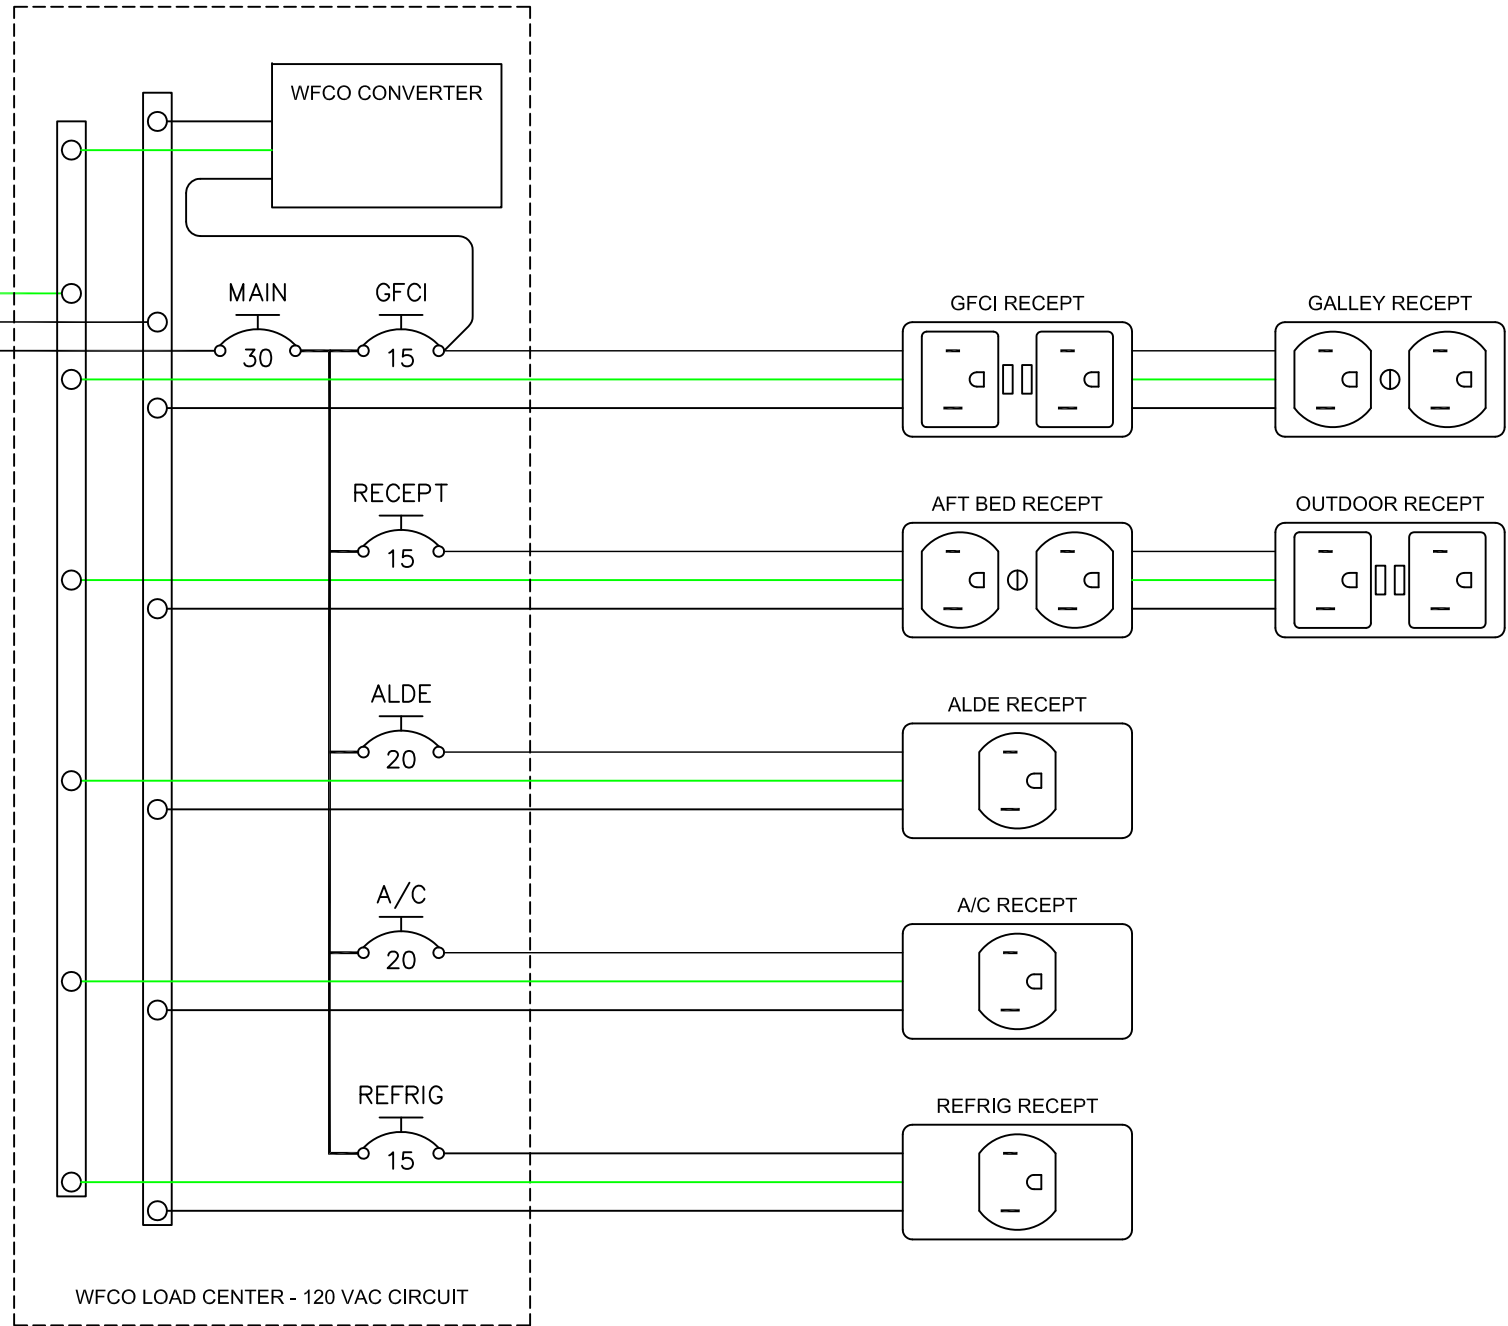 WFCO CONVERTER
MAIN
30
GFCI
15
GFCI RECEPT
GALLEY RECEPT
RECEPT
15
AFT BED RECEPT
OUTDOOR RECEPT
ALDE
20
ALDE RECEPT
A/C
20
A/C RECEPT
REFRIG
15
REFRIG RECEPT
WFCO LOAD CENTER - 120 VAC CIRCUIT